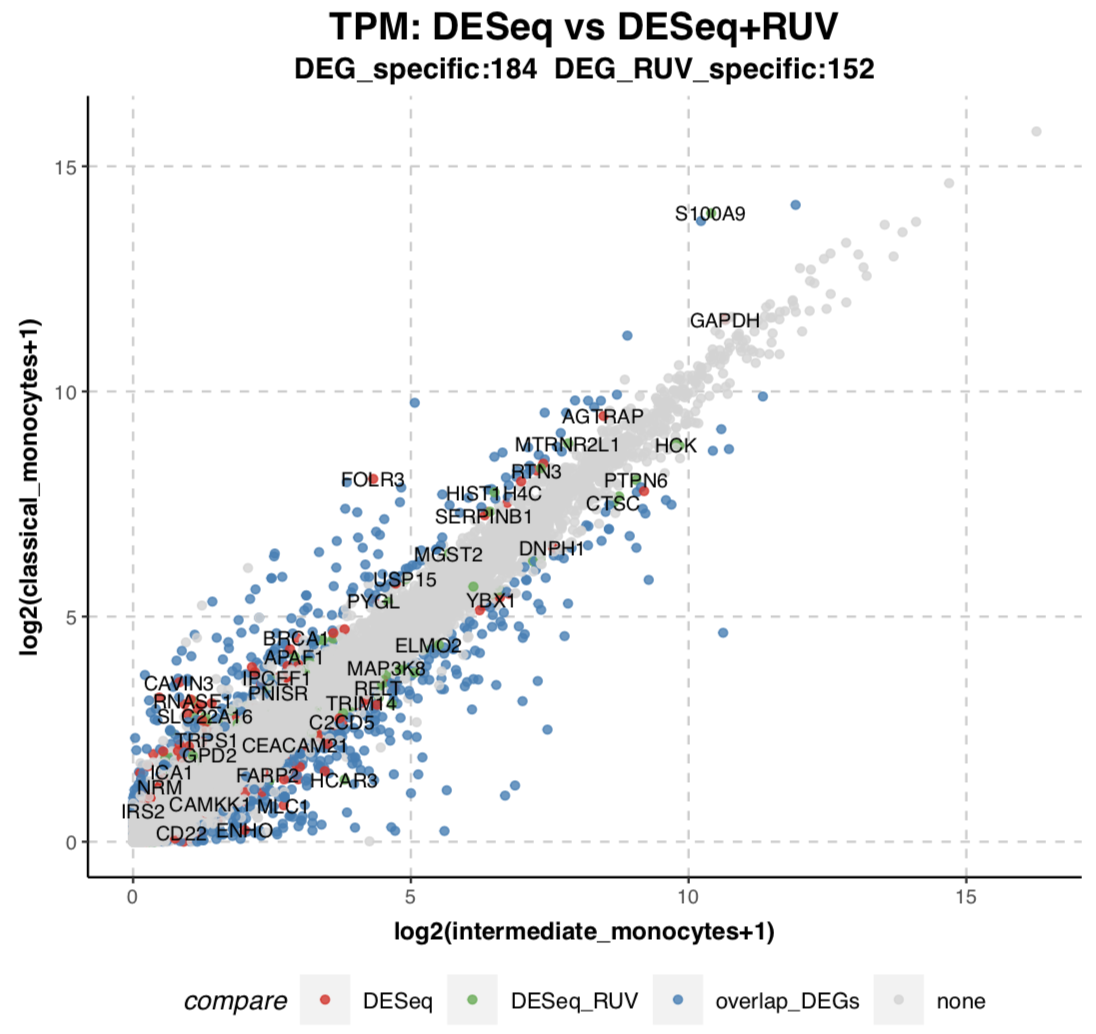 TPM: DESeq vs DESeq+RUV
DEG_specific:184 DEG_RUV_specific:152
log2(classical_monocytes+1)
15
10
5
0
S100A9
GAPDH
AGTRAP
MTRNR2L1
HCK
RTN3
FOLR3
PTPN6
HIST1H4C
CTSC
SERPINB1
MGST2
DNPH1
USP15
PYGL
YBX1
BRCA1
ELMO2
APAF1
MAP3K8
IPCEF1
CAVIN3
PNISR
RELT
RNASE1
TRIM14
SLC22A16
C2CD5
TRPS1
CEACAM21
GPD2
ICA1
FARP2
HCAR3
NRM
CAMKK1
MLC1
IRS2
CD22
ENHO
0
5
10
15
log2(intermediate_monocytes+1)
compare
DESeq
DESeq_RUV
overlap_DEGs
none